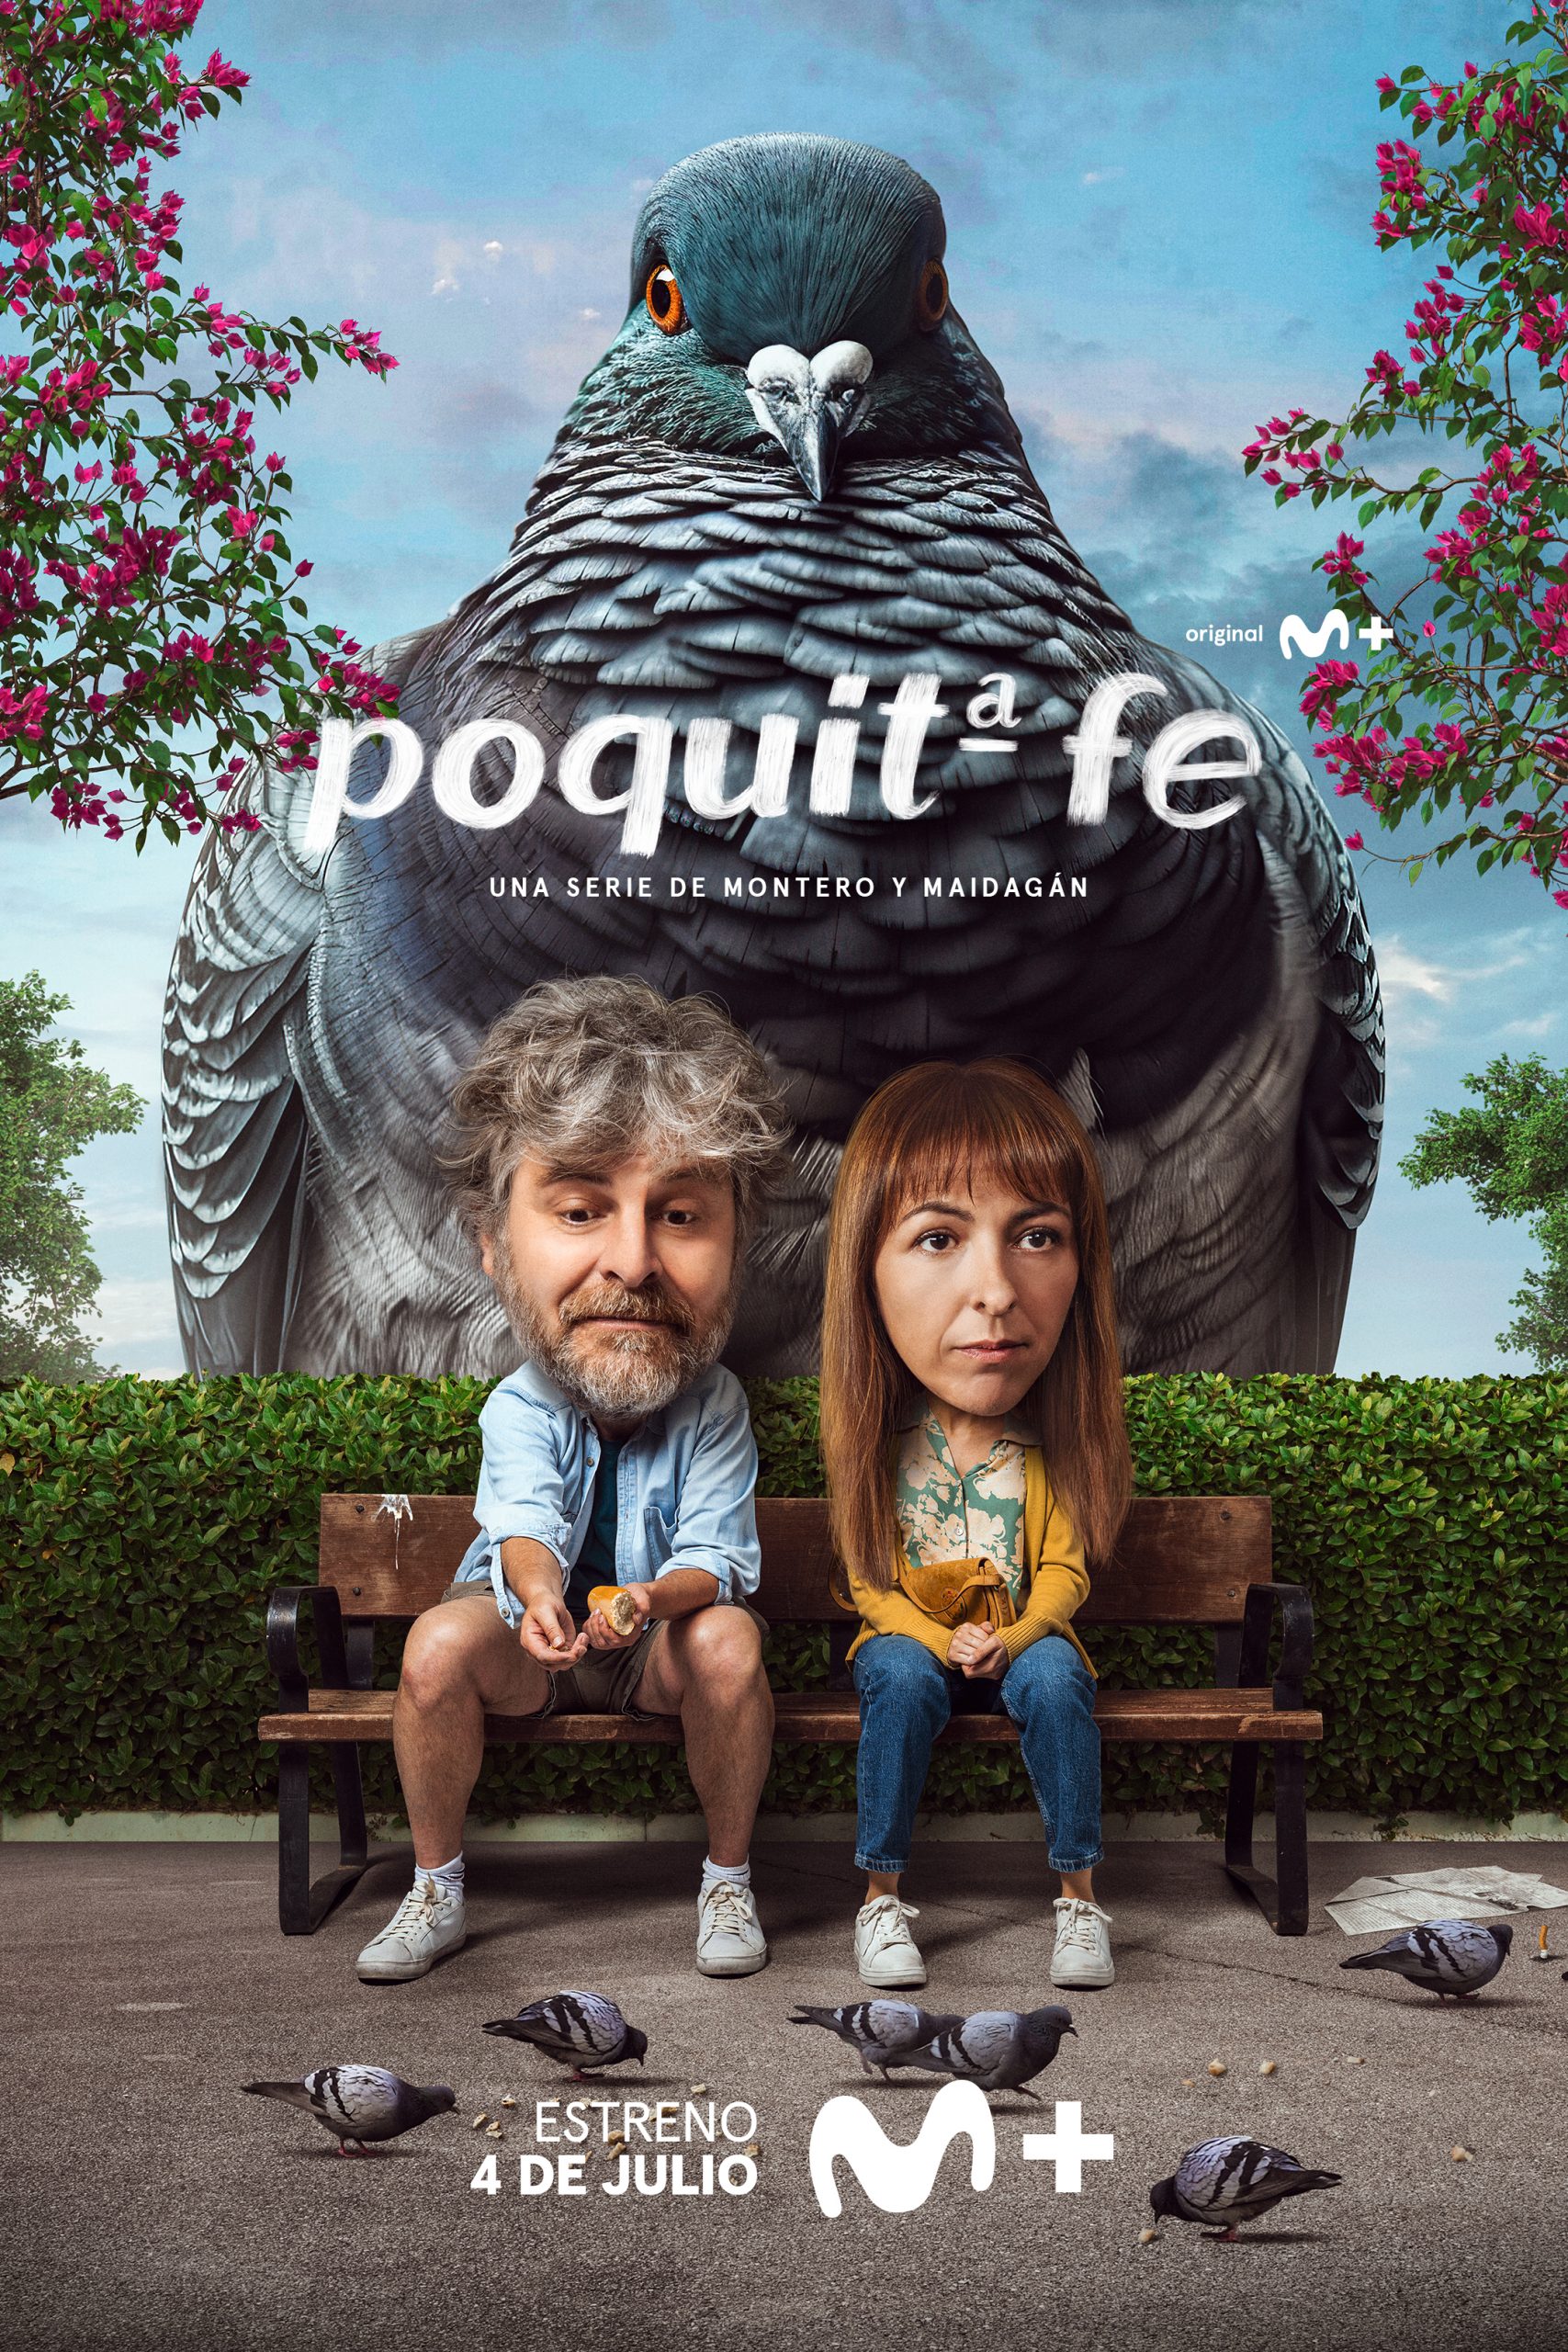 original M+
poquitª fe
UNA SERIE DE MONTERO Y MAIDAGÁN
ESTRENO
4 DE JULIO
M+